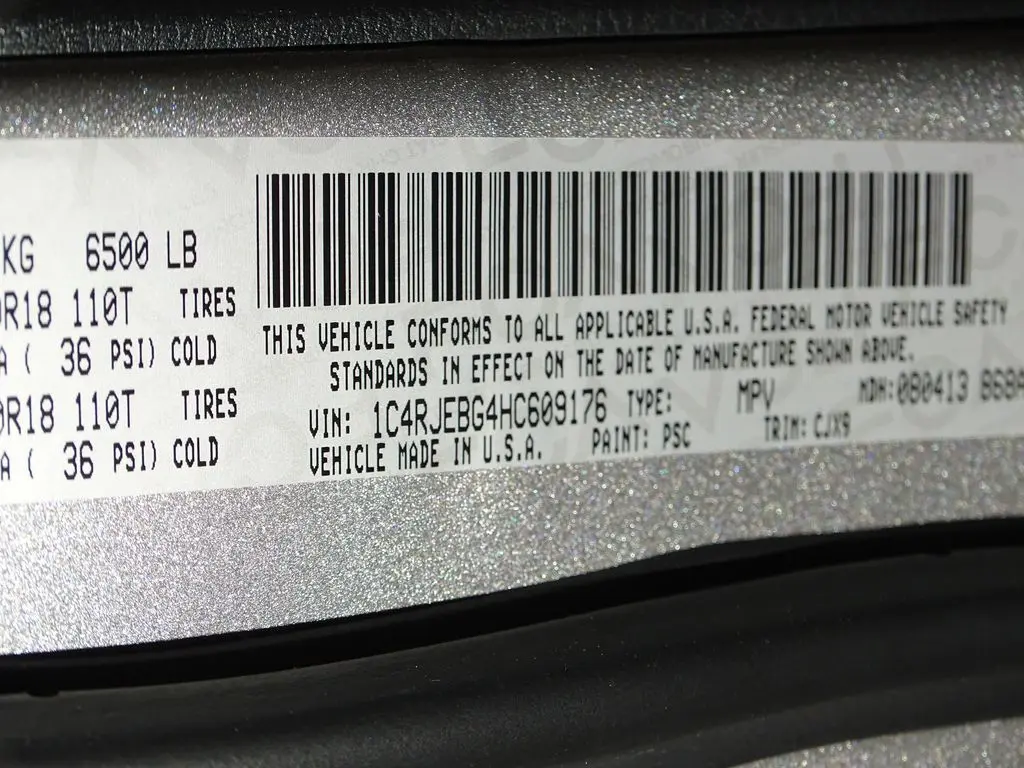 KG 6500 LB
R18 110T TIRES
A ( 36 PSI) COLD
R18 110T TIRES
A ( 36 PSI) COLD
THIS VEHICLE CONFORMS TO ALL APPLICABLE U.S.A. FEDERAL MOTOR VEHICLE SAFETY
STANDARDS IN EFFECT ON THE DATE OF MANUFACTURE SHOWN ABOVE.
VIN: 1C4RJEBG4HC609176 TYPE: MPV MDH: 080413 868A
VEHICLE MADE IN U.S.A. PAINT: PSC TRIM: CJX9